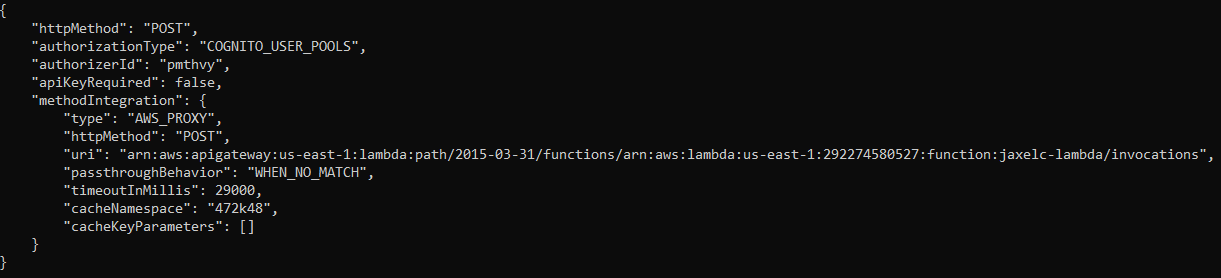 {
    "httpMethod": "POST",
    "authorizationType": "COGNITO_USER_POOLS",
    "authorizerId": "pmthvy",
    "apiKeyRequired": false,
    "methodIntegration": {
        "type": "AWS_PROXY",
        "httpMethod": "POST",
        "uri": "arn:aws:apigateway:us-east-1:lambda:path/2015-03-31/functions/arn:aws:lambda:us-east-1:292274580527:function:jaxelc-lambda/invocations",
        "passthroughBehavior": "WHEN_NO_MATCH",
        "timeoutInMillis": 29000,
        "cacheNamespace": "472k48",
        "cacheKeyParameters": []
    }
}